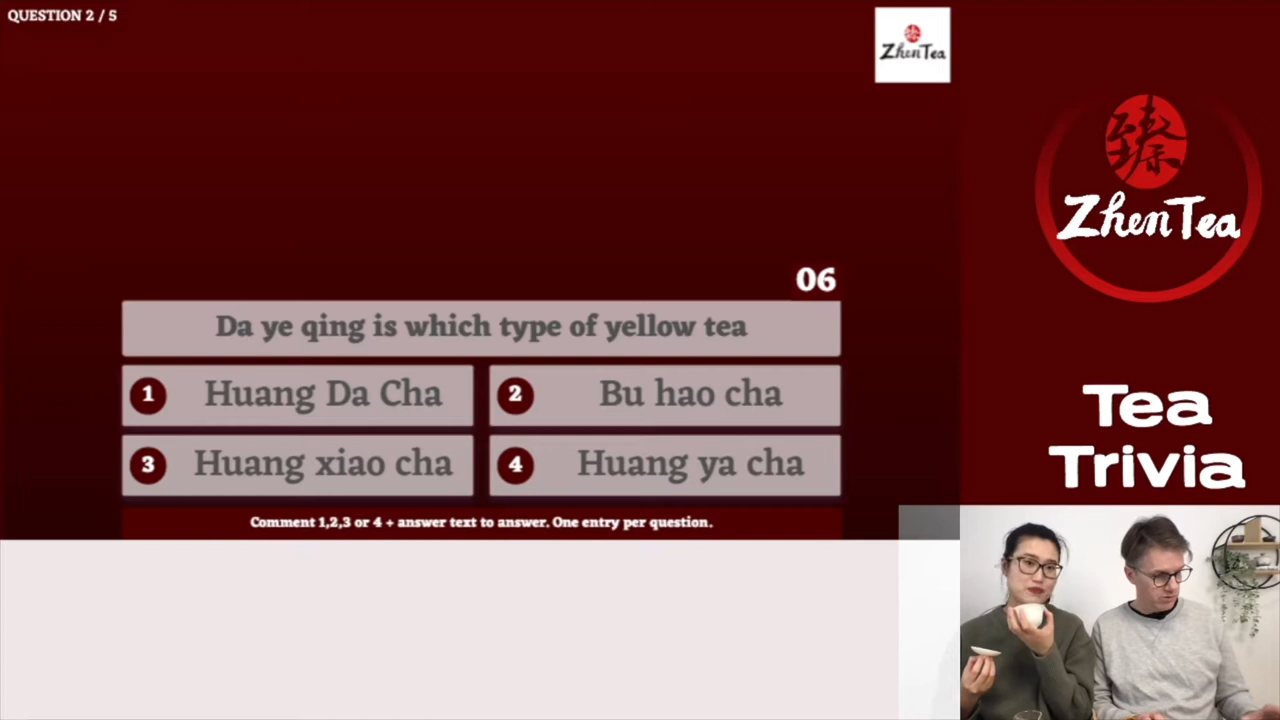 QUESTION 2 / 5
臻
ZhenTea
臻
ZhenTea
06
Da ye qing is which type of yellow tea
1 Huang Da Cha
2 Bu hao cha
3 Huang xiao cha
4 Huang ya cha
Comment 1,2,3 or 4 + answer text to answer. One entry per question.
Tea
Trivia